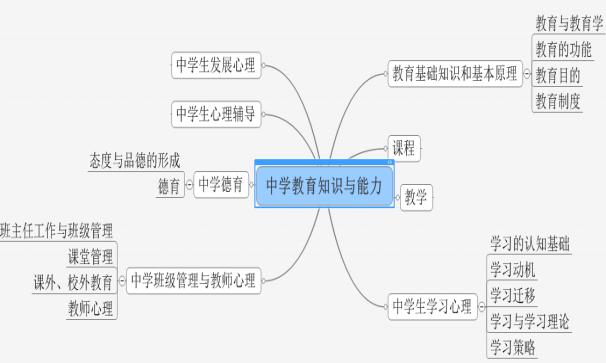 中学教育知识与能力
教育基础知识和基本原理
教育与教育学
教育的功能
教育目的
教育制度
课程
教学
中学生学习心理
学习的认知基础
学习动机
学习迁移
学习与学习理论
学习策略
中学生发展心理
中学生心理辅导
中学德育
态度与品德的形成
德育
中学班级管理与教师心理
班主任工作与班级管理
课堂管理
课外、校外教育
教师心理